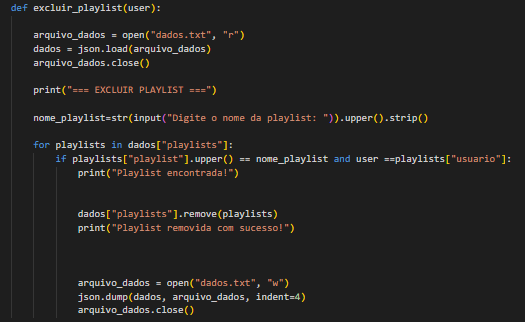 def excluir_playlist(user):
arquivo_dados = open("dados.txt", "r")
dados = json.load(arquivo_dados)
arquivo_dados.close()
print("=== EXCLUIR PLAYLIST ===")
nome_playlist=str(input("Digite o nome da playlist: ")).upper().strip()
for playlists in dados["playlists"]:
if playlists["playlist"].upper() == nome_playlist and user ==playlists["usuario"]:
print("Playlist encontrada!")
dados["playlists"].remove(playlists)
print("Playlist removida com sucesso!")
arquivo_dados = open("dados.txt", "w")
json.dump(dados, arquivo_dados, indent=4)
arquivo_dados.close()